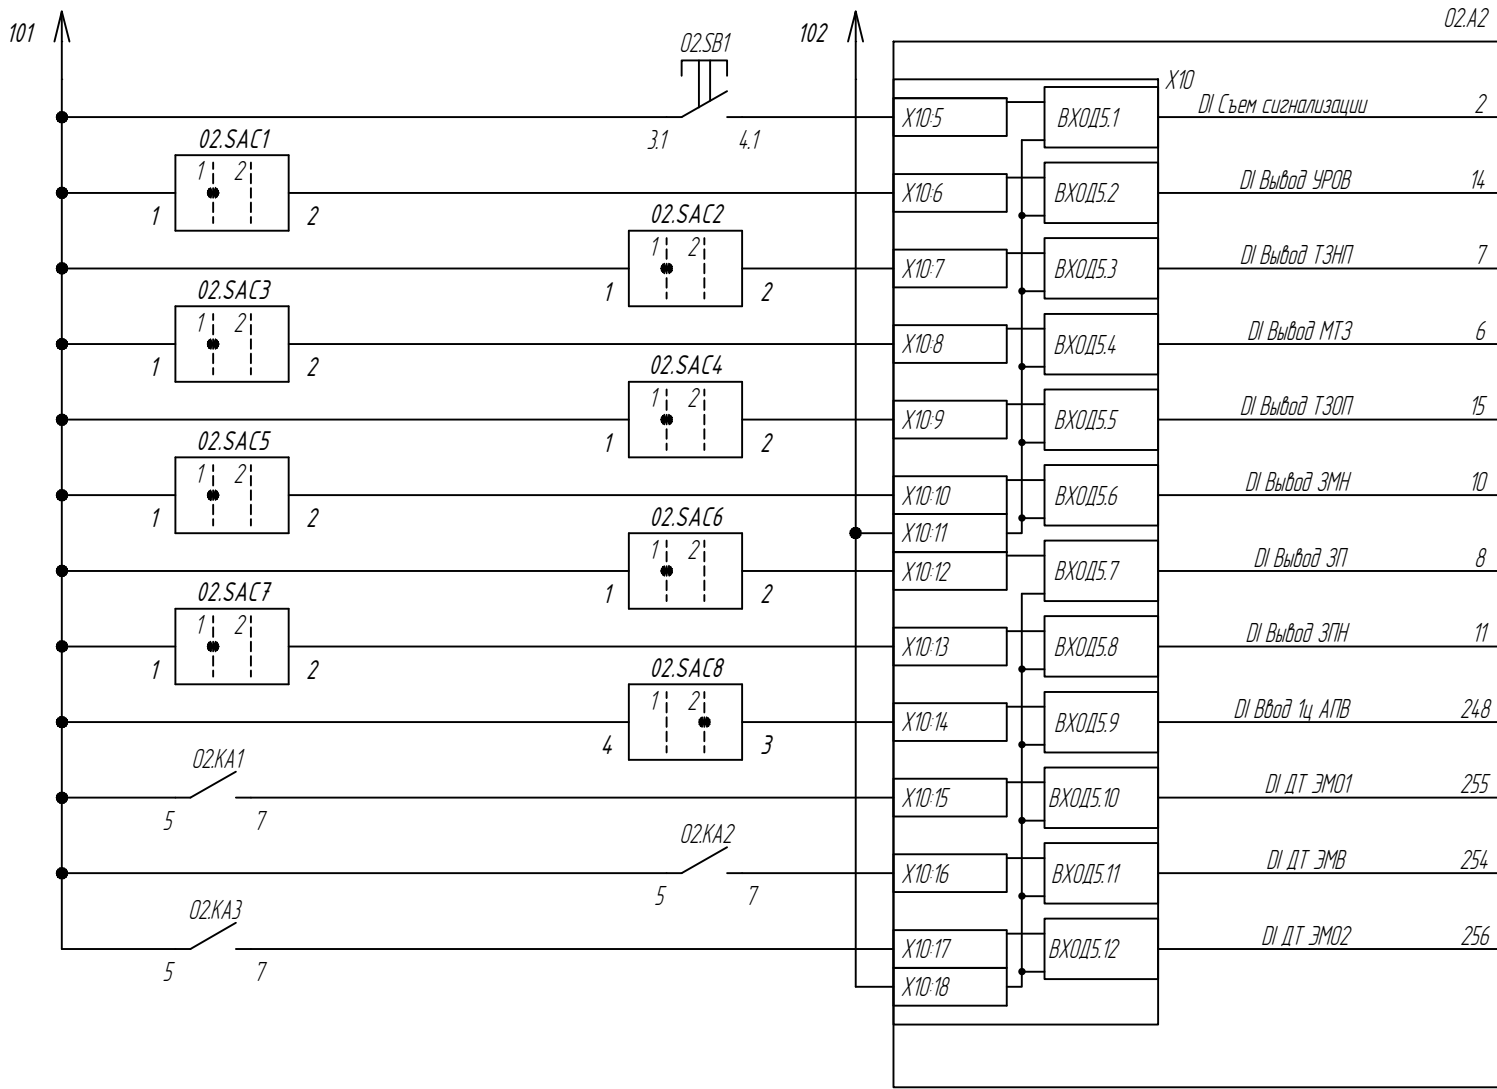 101
02.SB1
102
02.A2
X10
3.1
4.1
X10:5
ВХОД5.1
DI Съем сигнализации
2
02.SAC1
1 2
1
2
X10:6
ВХОД5.2
DI Вывод УРОВ
14
02.SAC2
1 2
1
2
X10:7
ВХОД5.3
DI Вывод ТЗНП
7
02.SAC3
1 2
1
2
X10:8
ВХОД5.4
DI Вывод МТЗ
6
02.SAC4
1 2
1
2
X10:9
ВХОД5.5
DI Вывод ТЗОП
15
02.SAC5
1 2
1
2
X10:10
ВХОД5.6
DI Вывод ЗМН
10
X10:11
02.SAC6
1 2
1
2
X10:12
ВХОД5.7
DI Вывод ЗП
8
02.SAC7
1 2
1
2
X10:13
ВХОД5.8
DI Вывод ЗПН
11
02.SAC8
1 2
4
3
X10:14
ВХОД5.9
DI Ввод 1ц АПВ
248
02.KA1
5
7
X10:15
ВХОД5.10
DI ДТ ЭМО1
255
02.KA2
5
7
X10:16
ВХОД5.11
DI ДТ ЭМВ
254
02.KA3
5
7
X10:17
ВХОД5.12
DI ДТ ЭМО2
256
X10:18